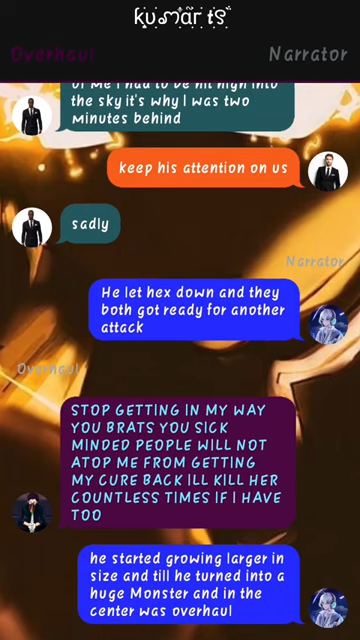 kumar ts
Overhaul
Narrator
of me I had to be hit high into
the sky it's why I was two
minutes behind
keep his attention on us
sadly
Narrator
He let hex down and they
both got ready for another
attack
Overhaul
STOP GETTING IN MY WAY
YOU BRATS YOU SICK
MINDED PEOPLE WILL NOT
ATOP ME FROM GETTING
MY CURE BACK ILL KILL HER
COUNTLESS TIMES IF I HAVE
TOO
he started growing larger in
size and till he turned into a
huge Monster and in the
center was overhaul